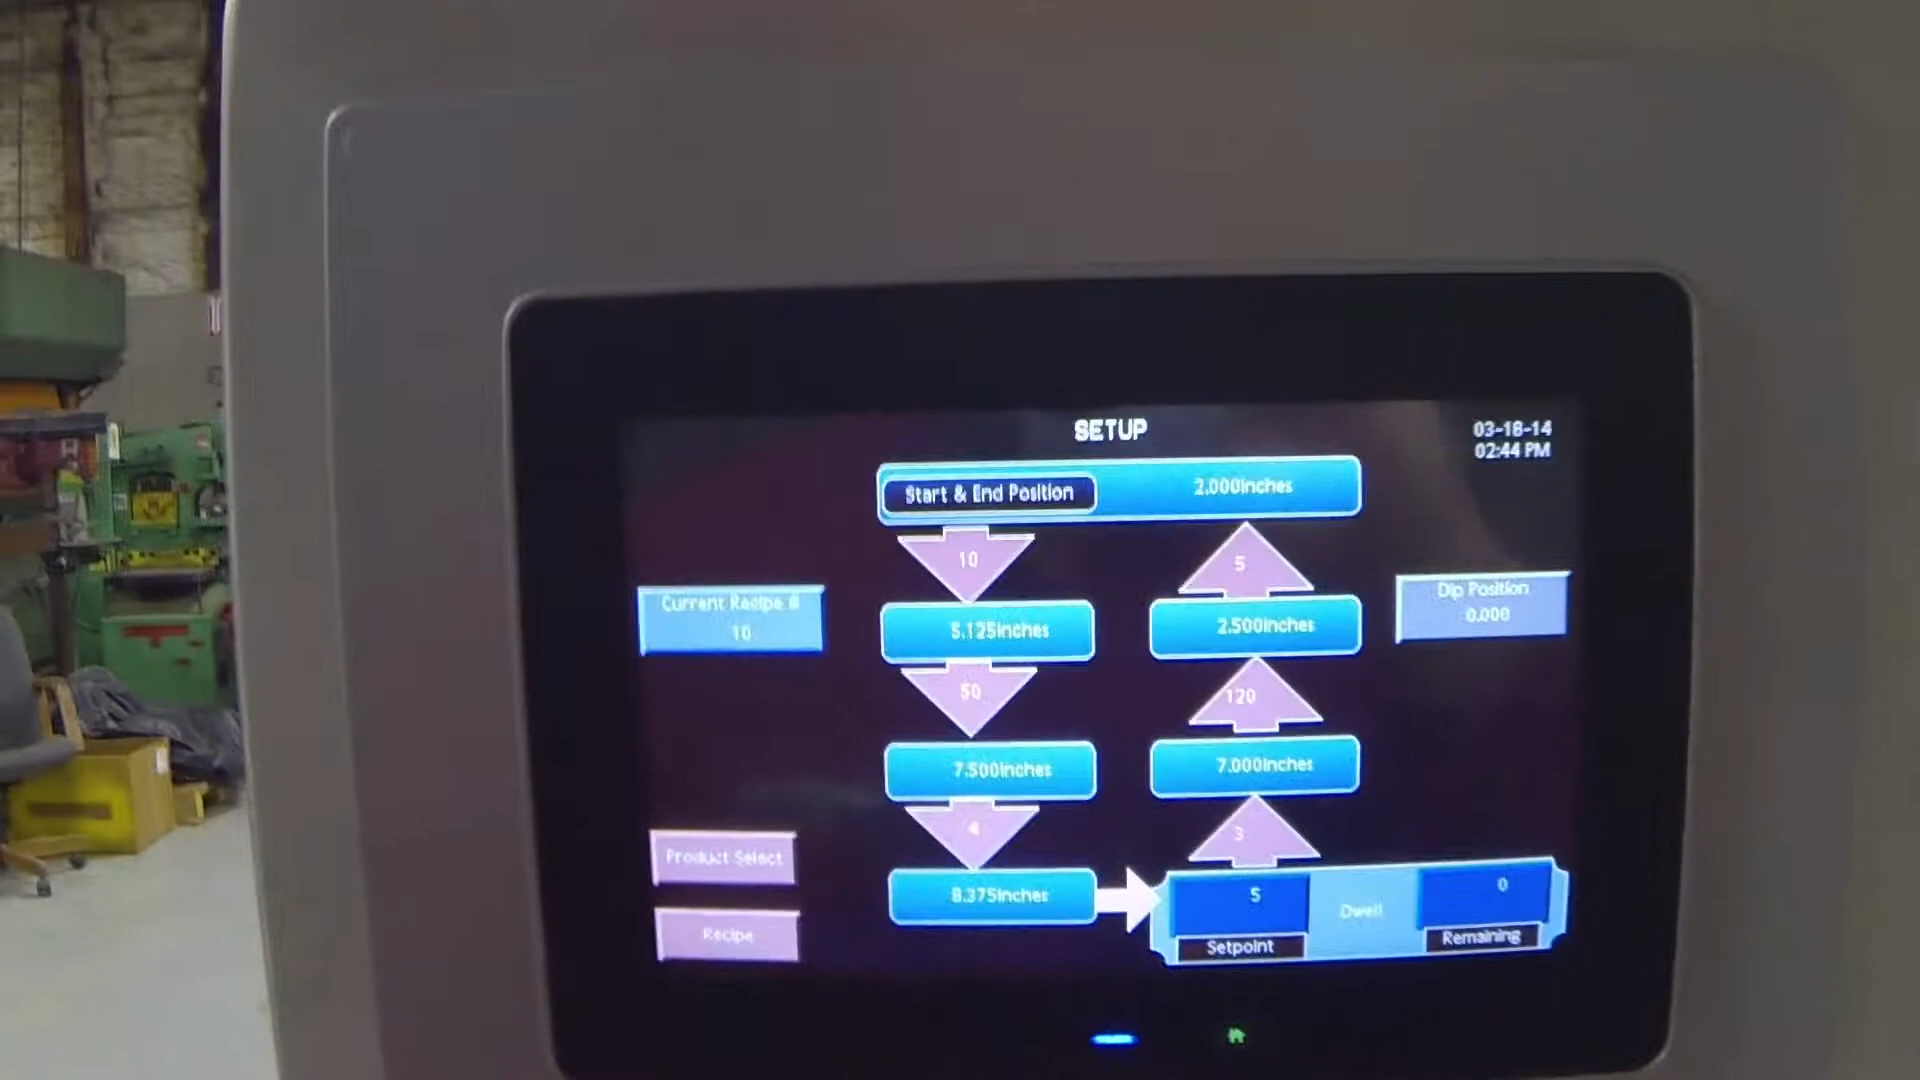 SETUP
03-18-14
02:44 PM
Start & End Position
2.000inches
10
5
Current Recipe #
10
5.125inches
2.500inches
Dip Position
0.000
50
120
7.500inches
7.000inches
4
3
Product Select
8.375inches
5
Dwell
0
Setpoint
Remaining
Recipe